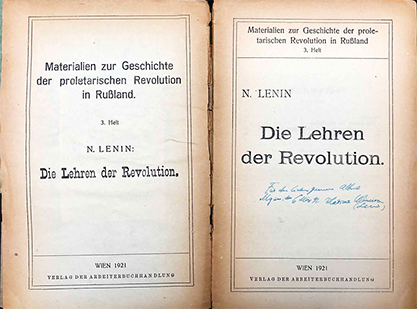 Materialien zur Geschichte
der proletarischen Revolution
in Rußland.
3. Heft
N. LENIN:
Die Lehren der Revolution.
WIEN 1921
VERLAG DER ARBEITERBUCHHANDLUNG
Materialien zur Geschichte der prole-
tarischen Revolution in Rußland
3. Heft
N. LENIN
Die Lehren
der Revolution.
WIEN 1921
VERLAG DER ARBEITERBUCHHANDLUNG